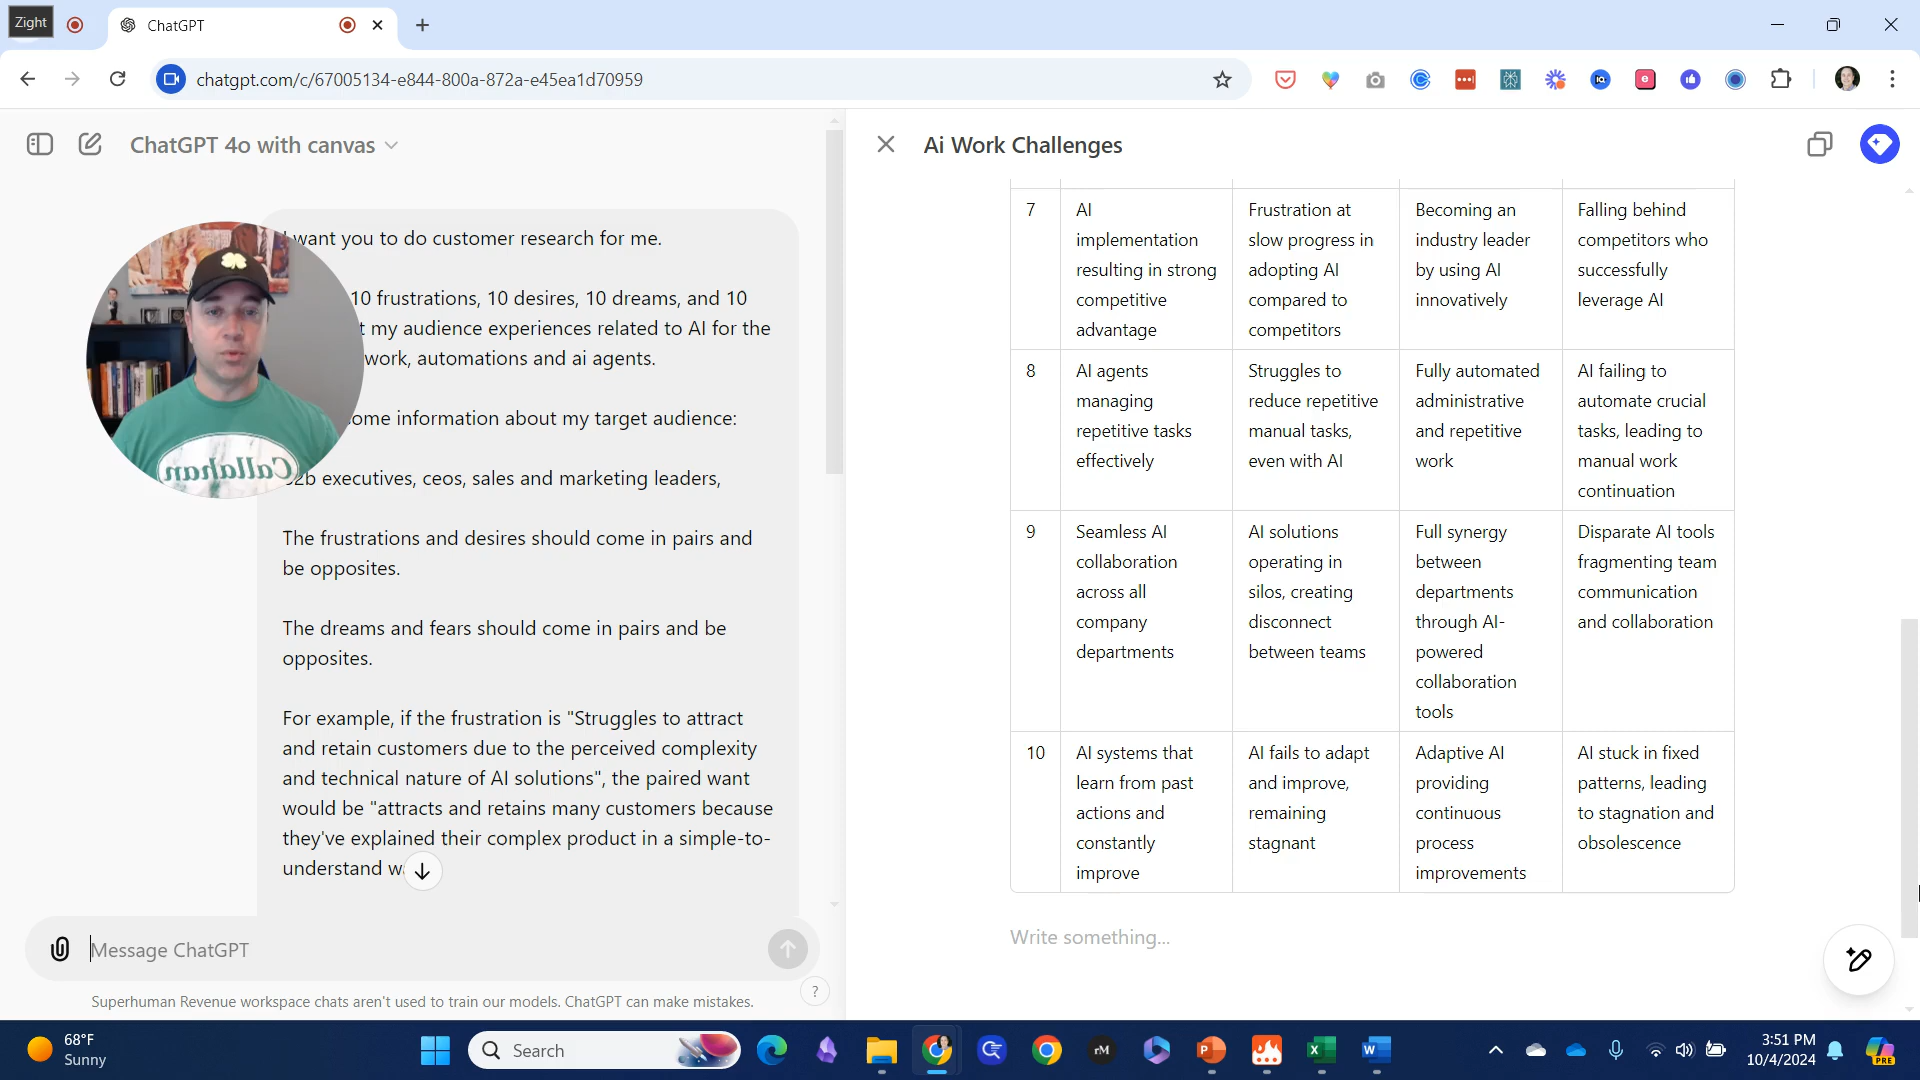 Zight
ChatGPT
chatgpt.com/c/67005134-e844-800a-872a-e45ea1d70959
ChatGPT 4o with canvas
want you to do customer research for me.
10 frustrations, 10 desires, 10 dreams, and 10
my audience experiences related to AI for the
work, automations and ai agents.
some information about my target audience:
b2b executives, ceos, sales and marketing leaders,
The frustrations and desires should come in pairs and
be opposites.
The dreams and fears should come in pairs and be
opposites.
For example, if the frustration is "Struggles to attract
and retain customers due to the perceived complexity
and technical nature of AI solutions", the paired want
would be "attracts and retains many customers because
they've explained their complex product in a simple-to-
understand
Callahan
Message ChatGPT
Superhuman Revenue workspace chats aren't used to train our models. ChatGPT can make mistakes.
?
Ai Work Challenges
7
AI
implementation
resulting in strong
competitive
advantage
Frustration at
slow progress in
adopting AI
compared to
competitors
Becoming an
industry leader
by using AI
innovatively
Falling behind
competitors who
successfully
leverage AI
8
AI agents
managing
repetitive tasks
effectively
Struggles to
reduce repetitive
manual tasks,
even with AI
Fully automated
administrative
and repetitive
work
AI failing to
automate crucial
tasks, leading to
manual work
continuation
9
Seamless AI
collaboration
across all
company
departments
AI solutions
operating in
silos, creating
disconnect
between teams
Full synergy
between
departments
through AI-
powered
collaboration
tools
Disparate AI tools
fragmenting team
communication
and collaboration
10
AI systems that
learn from past
actions and
constantly
improve
AI fails to adapt
and improve,
remaining
stagnant
Adaptive AI
providing
continuous
process
improvements
AI stuck in fixed
patterns, leading
to stagnation and
obsolescence
Write something...
68°F
Sunny
Search
rM
3:51 PM
10/4/2024
PRE